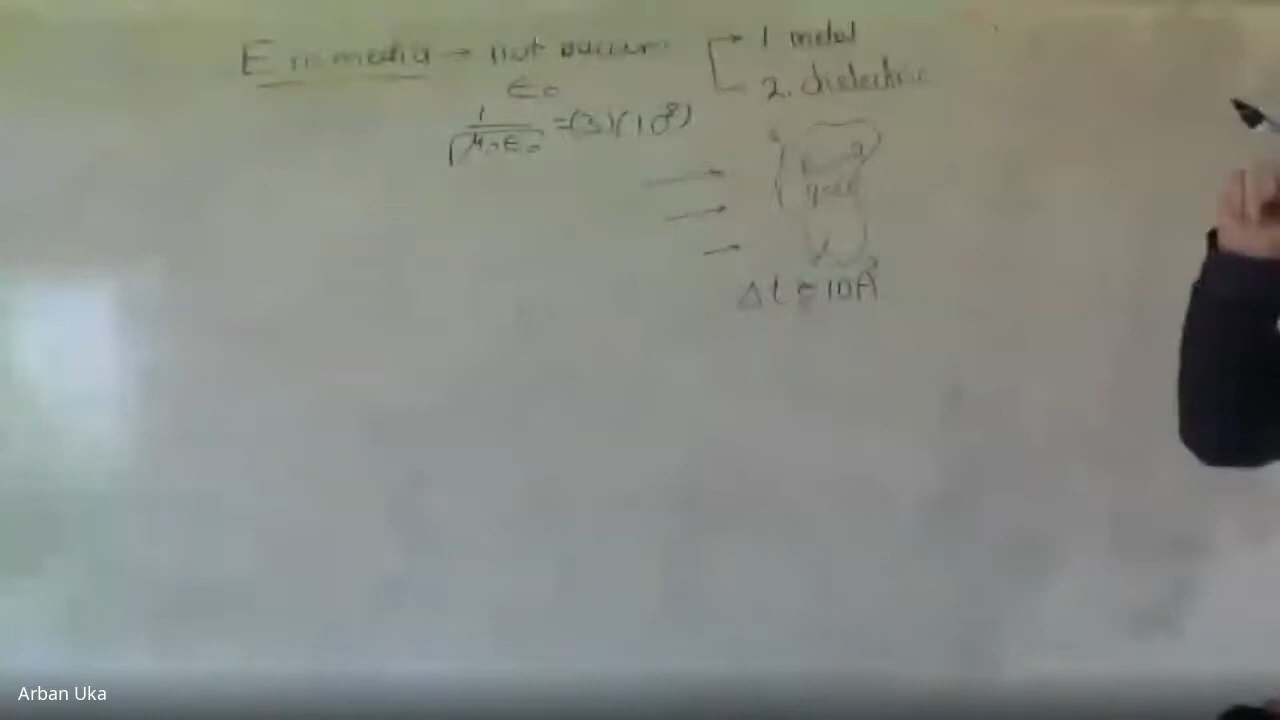 E in media → not vacuum → 1 metal
2. dielectric
ε₀
1/√μ₀ε₀ = (3)(10⁸)
Δl ≅ 10Å
Arban Uka